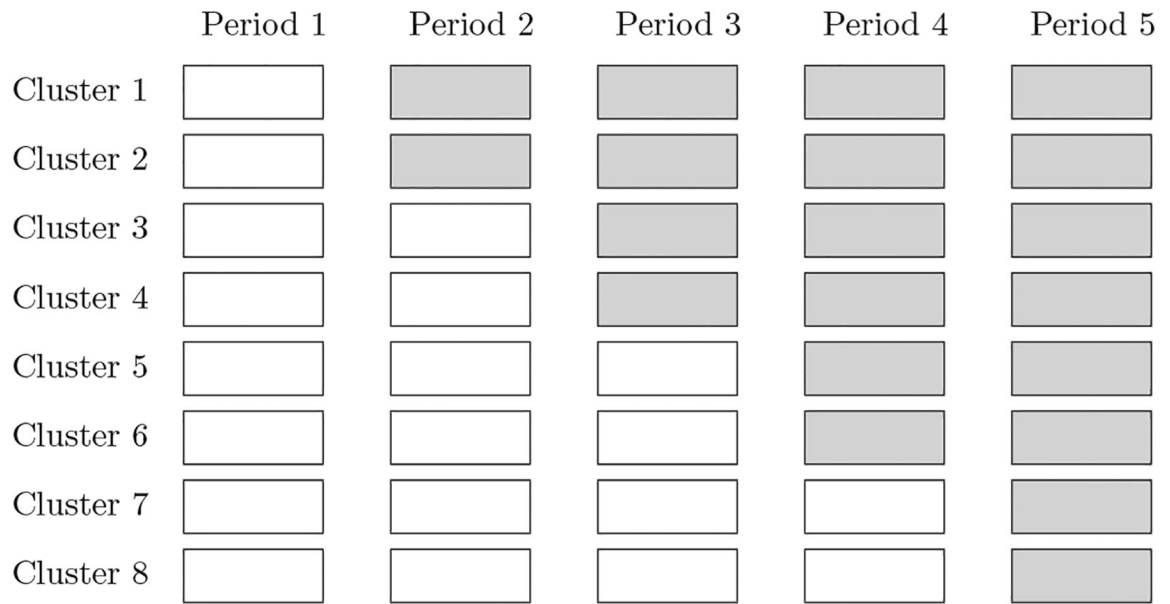 Period 1 Period 2 Period 3 Period 4 Period 5
Cluster 1
Cluster 2
Cluster 3
Cluster 4
Cluster 5
Cluster 6
Cluster 7
Cluster 8